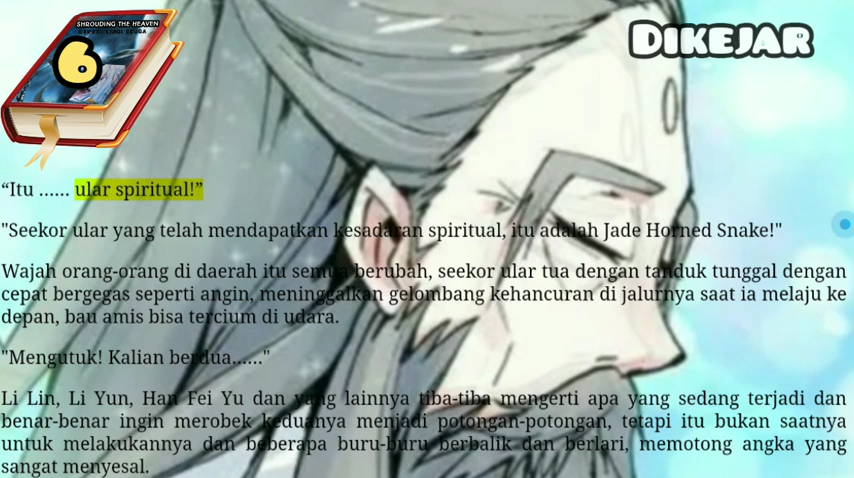 SHROUDING THE HEAVEN
6
DIKEJAR
“Itu ...... ular spiritual!”
"Seekor ular yang telah mendapatkan kesadaran spiritual, itu adalah Jade Horned Snake!"
Wajah orang-orang di daerah itu semua berubah, seekor ular tua dengan tanduk tunggal dengan
cepat bergegas seperti angin, meninggalkan gelombang kehancuran di jalurnya saat ia melaju ke
depan, bau amis bisa tercium di udara.
"Mengutuk! Kalian berdua......"
Li Lin, Li Yun, Han Fei Yu dan yang lainnya tiba-tiba mengerti apa yang sedang terjadi dan
benar-benar ingin merobek keduanya menjadi potongan-potongan, tetapi itu bukan saatnya
untuk melakukannya dan beberapa buru-buru berbalik dan berlari, memotong angka yang
sangat menyesal.